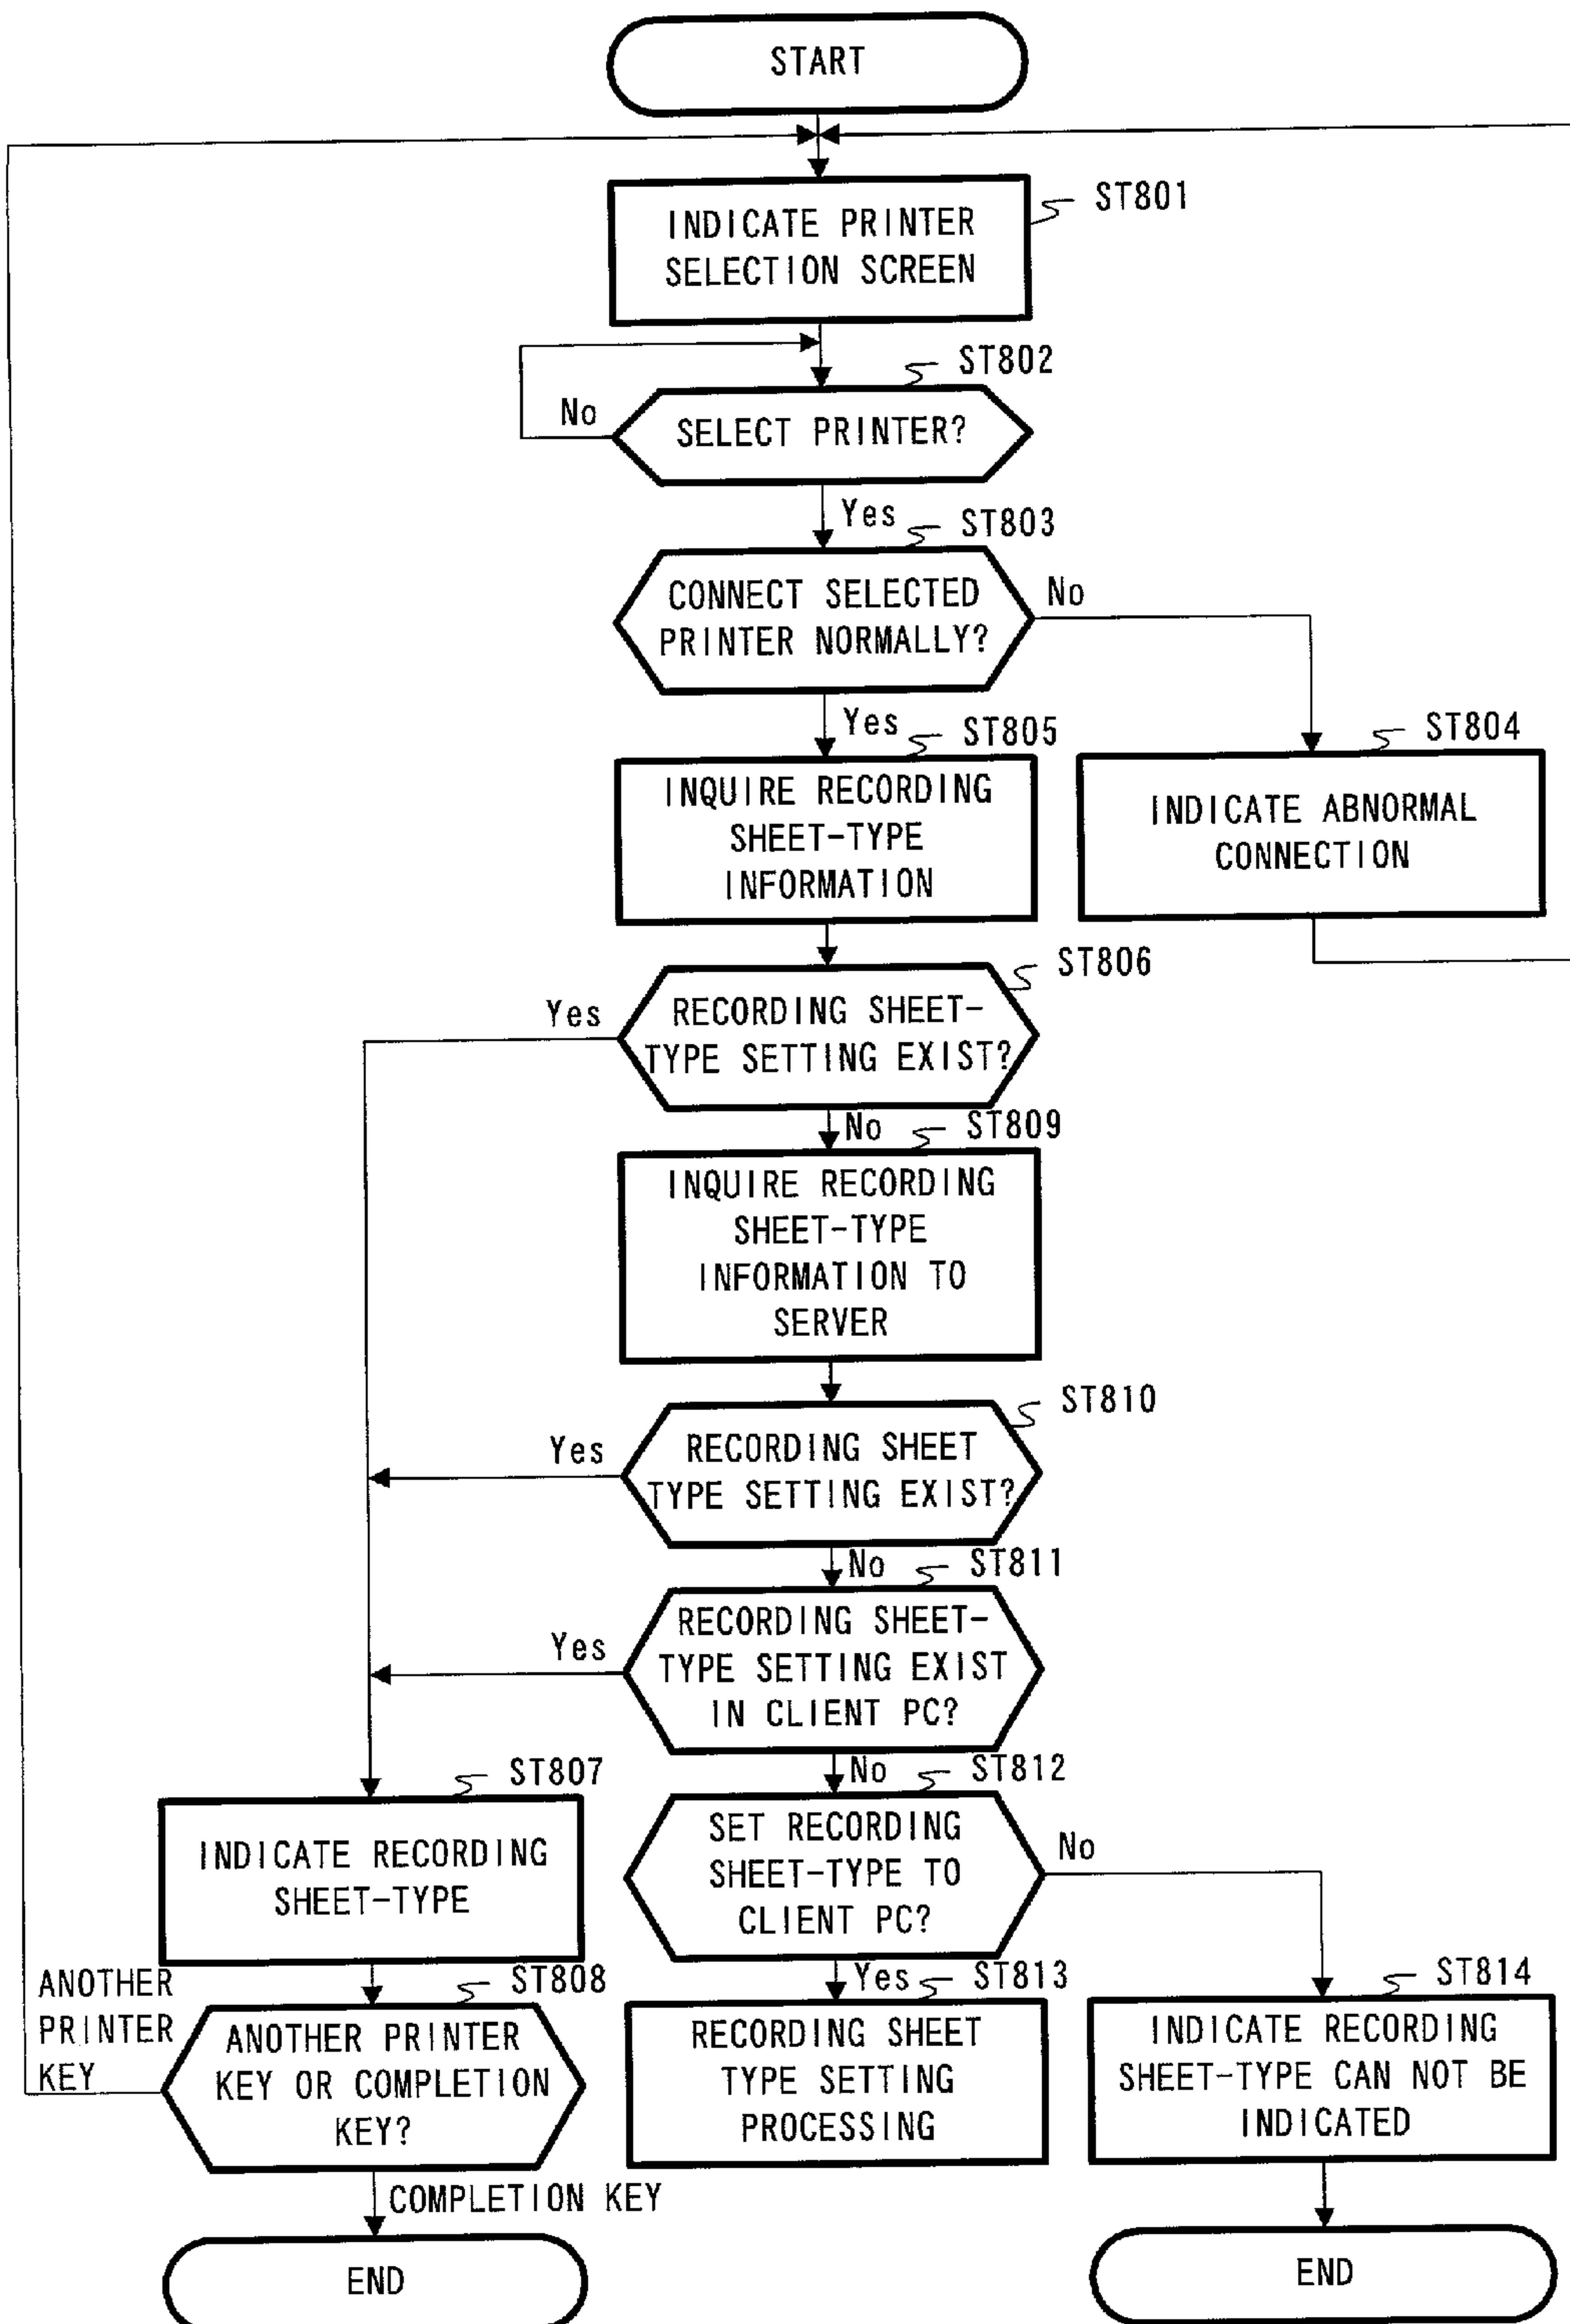 START
ST801
INDICATE PRINTER
SELECTION SCREEN
ST802
No
SELECT PRINTER?
Yes
ST803
CONNECT SELECTED
PRINTER NORMALLY?
No
Yes
ST805
ST804
INQUIRE RECORDING
SHEET-TYPE
INFORMATION
INDICATE ABNORMAL
CONNECTION
ST806
Yes
RECORDING SHEET-
TYPE SETTING EXIST?
No
ST809
INQUIRE RECORDING
SHEET-TYPE
INFORMATION TO
SERVER
ST810
Yes
RECORDING SHEET
TYPE SETTING EXIST?
No
ST811
Yes
RECORDING SHEET-
TYPE SETTING EXIST
IN CLIENT PC?
ST807
No
ST812
INDICATE RECORDING
SHEET-TYPE
SET RECORDING
SHEET-TYPE TO
CLIENT PC?
No
ANOTHER
PRINTER
KEY
ST808
Yes
ST813
ST814
ANOTHER PRINTER
KEY OR COMPLETION
KEY?
RECORDING SHEET
TYPE SETTING
PROCESSING
INDICATE RECORDING
SHEET-TYPE CAN NOT BE
INDICATED
COMPLETION KEY
END
END